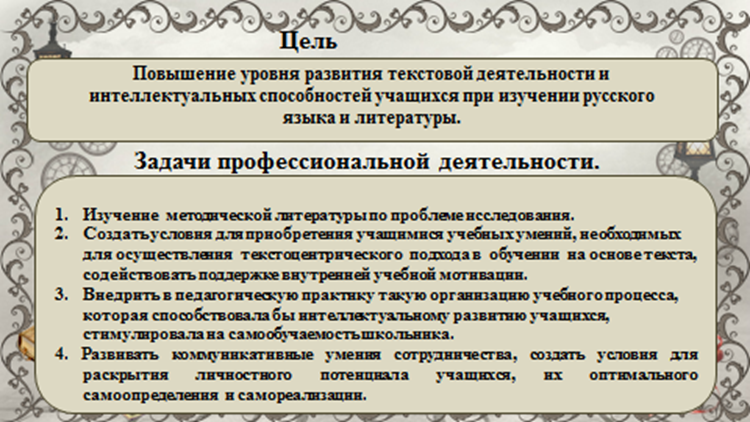 Цель
Повышение уровня развития текстовой деятельности и
интеллектуальных способностей учащихся при изучении русского
языка и литературы.
Задачи профессиональной деятельности.
1. Изучение методической литературы по проблеме исследования.
2. Создать условия для приобретения учащимися учебных умений, необходимых
для осуществления текстоцентрического подхода в обучении на основе текста,
содействовать поддержке внутренней учебной мотивации.
3. Внедрить в педагогическую практику такую организацию учебного процесса,
которая способствовала бы интеллектуальному развитию учащихся,
стимулировала на самообучаемость школьника.
4. Развивать коммуникативные умения сотрудничества, создать условия для
раскрытия личностного потенциала учащихся, их оптимального
самоопределения и самореализации.